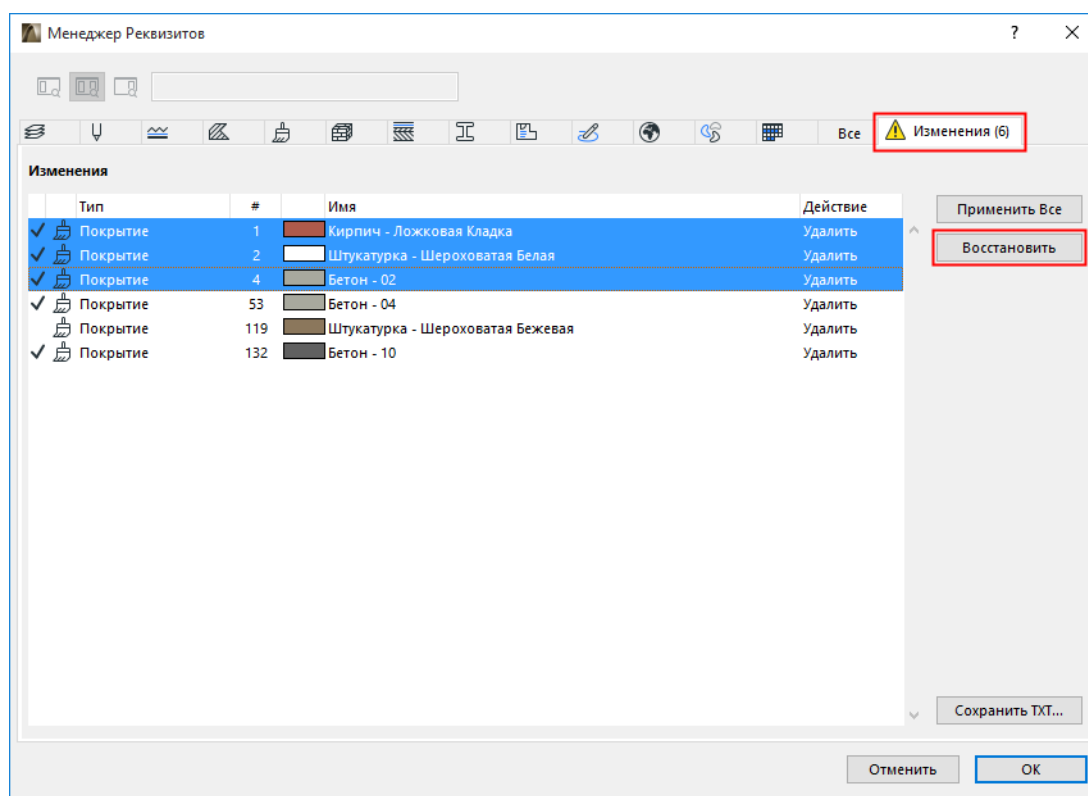 Менеджер Реквизитов ?
Все Изменения (6)
Изменения
Тип # Имя Действие
Покрытие 1 Кирпич - Ложковая Кладка Удалить
Покрытие 2 Штукатурка - Шероховатая Белая Удалить
Покрытие 4 Бетон - 02 Удалить
Покрытие 53 Бетон - 04 Удалить
Покрытие 119 Штукатурка - Шероховатая Бежевая Удалить
Покрытие 132 Бетон - 10 Удалить
Применить Все
Восстановить
Сохранить TXT...
Отменить OK